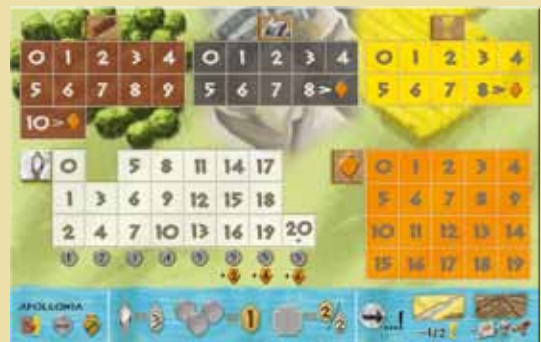 0 1 2 3 4 0 1 2 3 4 0 1 2 3 4
5 6 7 8 9 5 6 7 8> 5 6 7 8>
10>
0 5 8 11 14 17 0 1 2 3 4
1 3 6 9 12 15 18 5 6 7 8 9
2 4 7 10 13 16 19 20 10 11 12 13 14
15 16 17 18 19
APOLLONIA
= 3 = 1 = 2/2 ...! -1/2